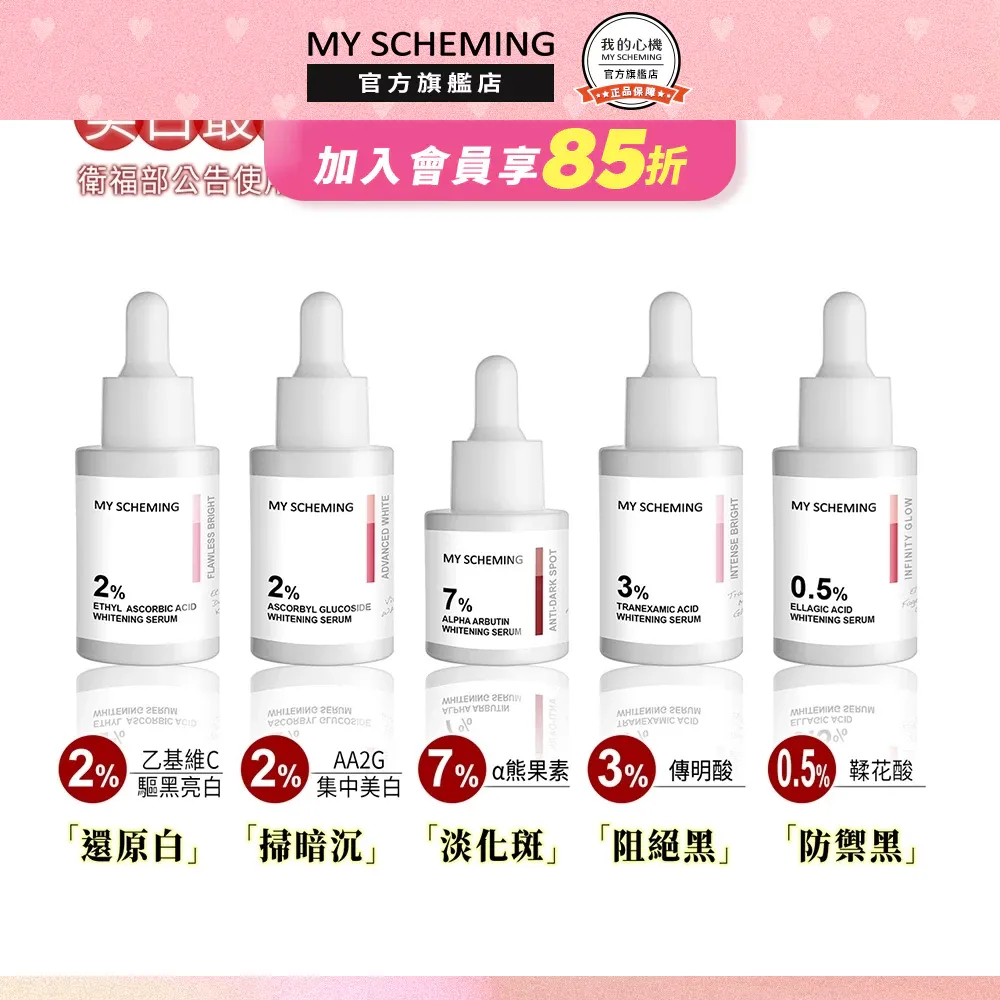 MY SCHEMING
官方旗艦店
我的心機
MY SCHEMING
官方旗艦店
正品保障
衛福部公告使用
加入會員享85折
MY SCHEMING
FLAWLESS BRIGHT
2%
ETHYL ASCORBIC ACID
WHITENING SERUM
MY SCHEMING
ADVANCED WHITE
2%
ASCORBYL GLUCOSIDE
WHITENING SERUM
MY SCHEMING
ANTI-DARK SPOT
7%
ALPHA ARBUTIN
WHITENING SERUM
MY SCHEMING
INTENSE BRIGHT
3%
TRANEXAMIC ACID
WHITENING SERUM
MY SCHEMING
INFINITY GLOW
0.5%
ELLAGIC ACID
WHITENING SERUM
2%
乙基維C
驅黑亮白
2%
AA2G
集中美白
7%
α熊果素
3%
傳明酸
0.5%
鞣花酸
「還原白」
「掃暗沉」
「淡化斑」
「阻絕黑」
「防禦黑」